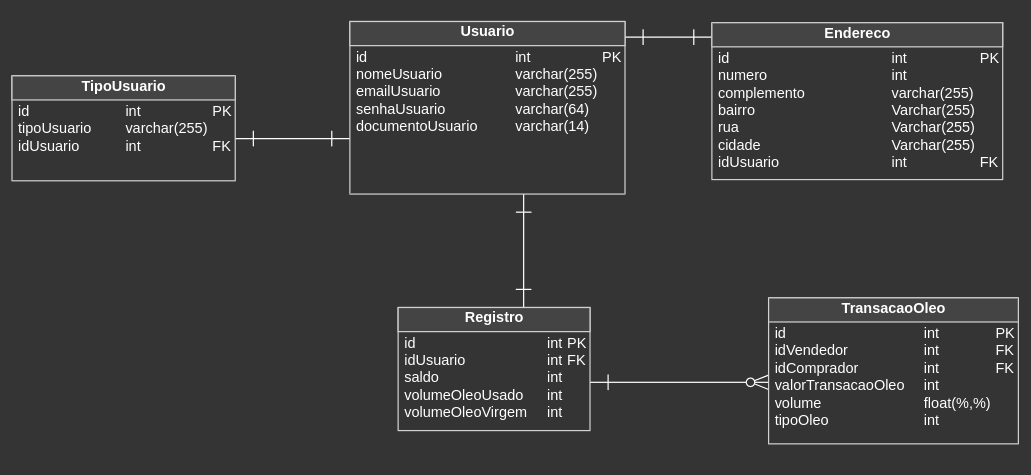 TipoUsuario
id int PK
tipoUsuario varchar(255)
idUsuario int FK
Usuario
id int PK
nomeUsuario varchar(255)
emailUsuario varchar(255)
senhaUsuario varchar(64)
documentoUsuario varchar(14)
Endereco
id int PK
numero int
complemento varchar(255)
bairro Varchar(255)
rua Varchar(255)
cidade Varchar(255)
idUsuario int FK
Registro
id int PK
idUsuario int FK
saldo int
volumeOleoUsado int
volumeOleoVirgem int
TransacaoOleo
id int PK
idVendedor int FK
idComprador int FK
valorTransacaoOleo int
volume float(%,%)
tipoOleo int